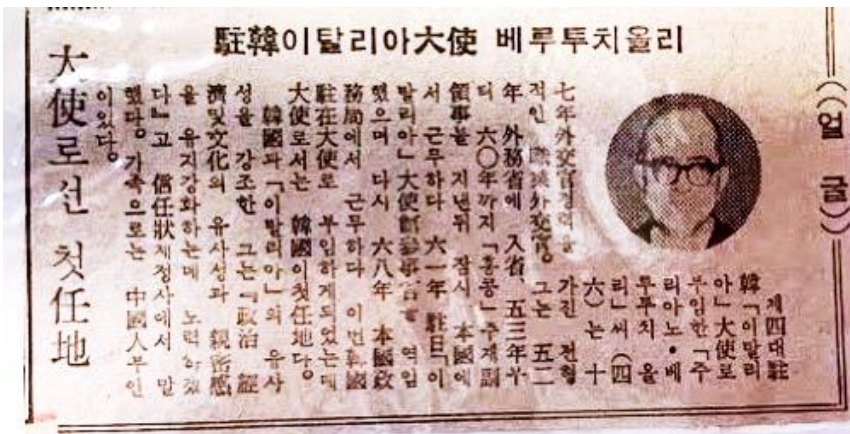 駐韓이탈리아大使 베루투치올리
((얼굴))
大使로선 첫任地
제四대駐
韓「이탈리
아」大使로
부임한「주
리아노・베
루투치 올
리」씨(四
六)는 十
七年外交官경력을 가진 전형
적인 職業外交官。그는 五二
年 外務省에 入省、五三年부
터 六〇年까지「홍콩」주재副
領事를 지낸뒤 잠시 本國에
서 근무하다 六一年 駐日「이
탈리아」大使館參事官을 역임
했으며 다시 六八年 本國政
務局에서 근무하다 이번韓國
駐在大使로 부임하게되었는데
大使로서는 韓國이첫任地다。
韓國과「이탈리아」의 유사
성을 강조한 그는『政治 經
濟및文化의 유사성과 親密感
을 유지강화하는데 노력하겠
다』고 信任狀제정사에서 말
했다。가족으로는 中國人부인
이있다。